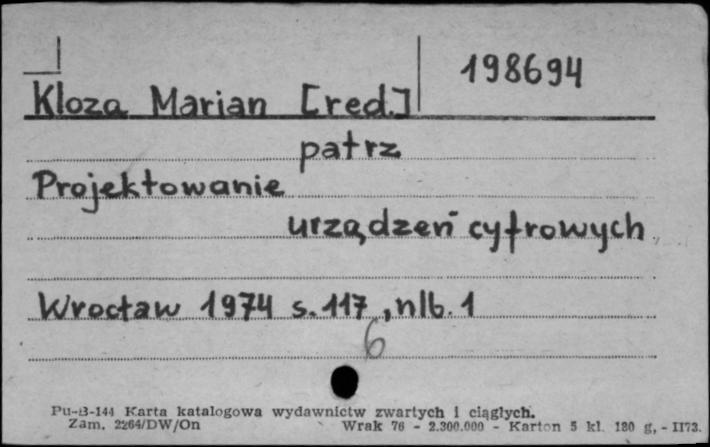 198694
Kloza Marian [red.]
patrz
Projektowanie
urządzeń cyfrowych
Wrocław 1974 s. 117, nlb. 1
6
Pu-B-144 Karta katalogowa wydawnictw zwartych i ciągłych.
Zam. 2264/DW/On Wrak 76 - 2.300.000 - Karton 5 kl. 180 g, - II73.